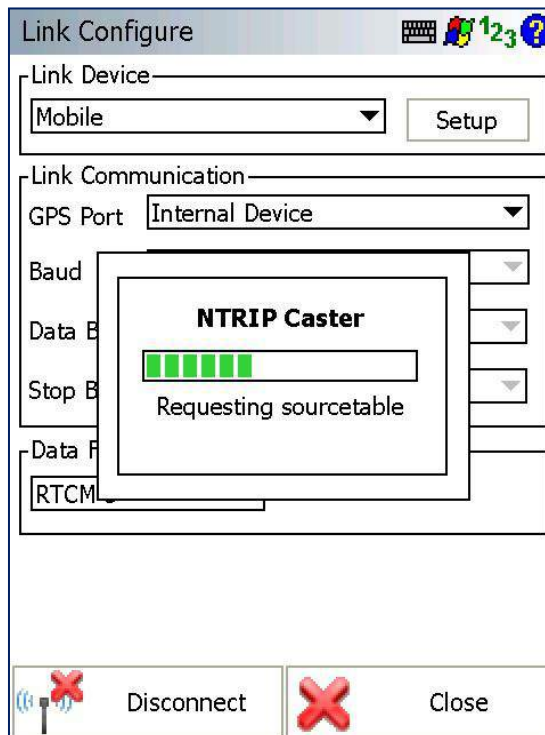 Link Configure
123
?
Link Device
Mobile
Setup
Link Communication
GPS Port
Internal Device
Baud
NTRIP Caster
Data B
Requesting sourcetable
Stop B
Data F
RTCM
Disconnect
Close